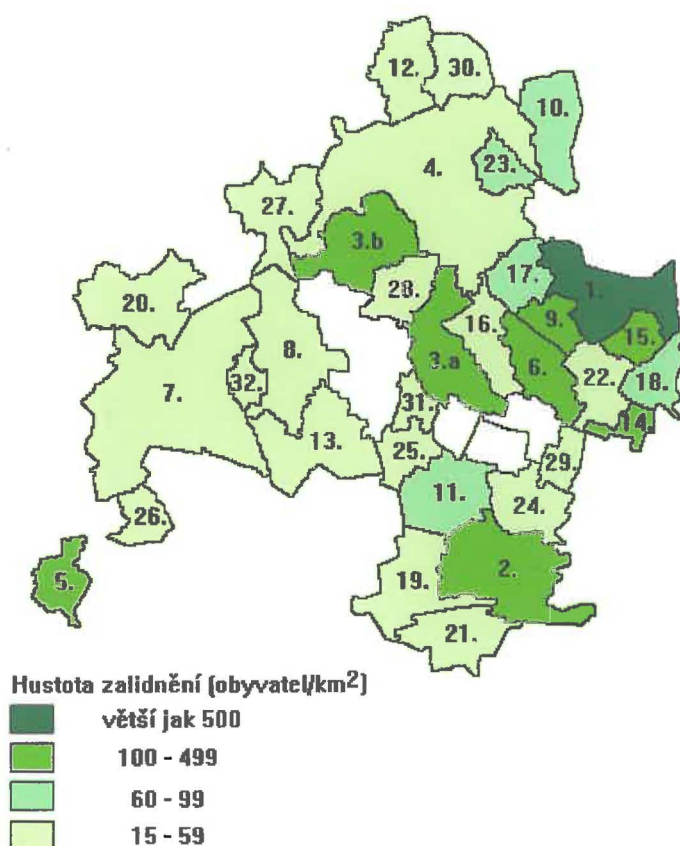 12. 30.
10.
23.
4.
27.
3.b
17.
20.
28.
1.
16. 9.
8.
15.
3.a 6.
7. 32. 22. 18.
31. 14.
13. 25. 29.
11. 24.
26.
5. 2.
19.
21.
Hustota zalidnění (obyvatel/km²)
větší jak 500
100 - 499
60 - 99
15 - 59